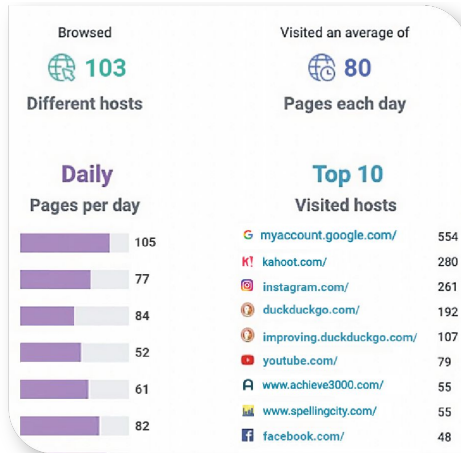 Browsed
103
Different hosts
Visited an average of
80
Pages each day
Daily
Pages per day
105
77
84
52
61
82
Top 10
Visited hosts
myaccount.google.com/ 554
K! kahoot.com/ 280
instagram.com/ 261
duckduckgo.com/ 192
improving.duckduckgo.com/ 107
youtube.com/ 79
www.achieve3000.com/ 55
www.spellingcity.com/ 55
facebook.com/ 48